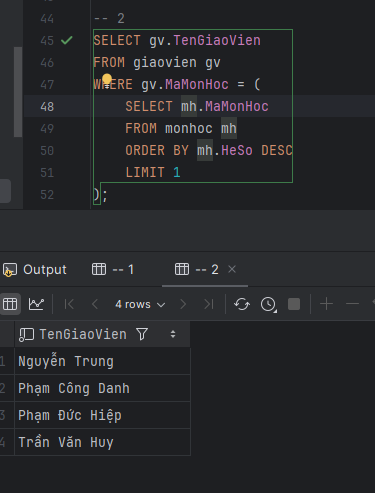 44
-- 2
45 SELECT gv.TenGiaoVien
46 FROM giaovien gv
47 WHERE gv.MaMonHoc = (
48 SELECT mh.MaMonHoc
49 FROM monhoc mh
50 ORDER BY mh.HeSo DESC
51 LIMIT 1
52 );
Output -- 1 -- 2 ×
4 rows
TenGiaoVien
1 Nguyễn Trung
2 Phạm Công Danh
3 Phạm Đức Hiệp
4 Trần Văn Huy